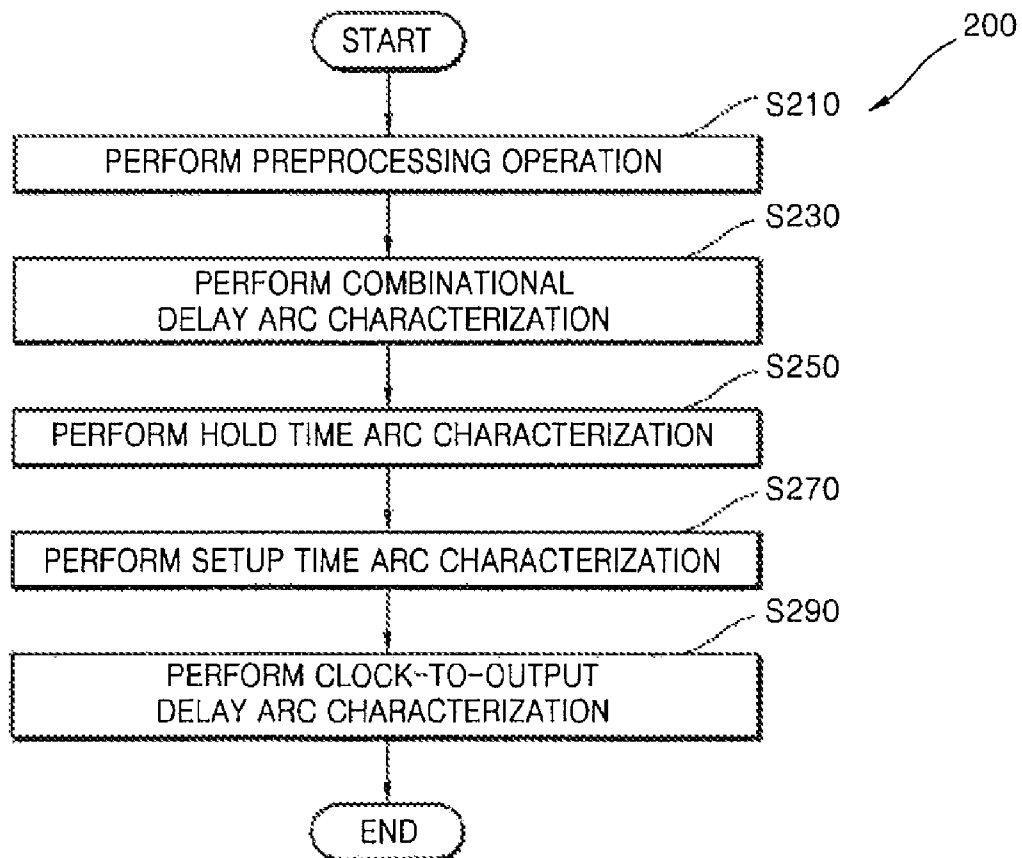 START
200
S210
PERFORM PREPROCESSING OPERATION
S230
PERFORM COMBINATIONAL
DELAY ARC CHARACTERIZATION
S250
PERFORM HOLD TIME ARC CHARACTERIZATION
S270
PERFORM SETUP TIME ARC CHARACTERIZATION
S290
PERFORM CLOCK-TO-OUTPUT
DELAY ARC CHARACTERIZATION
END